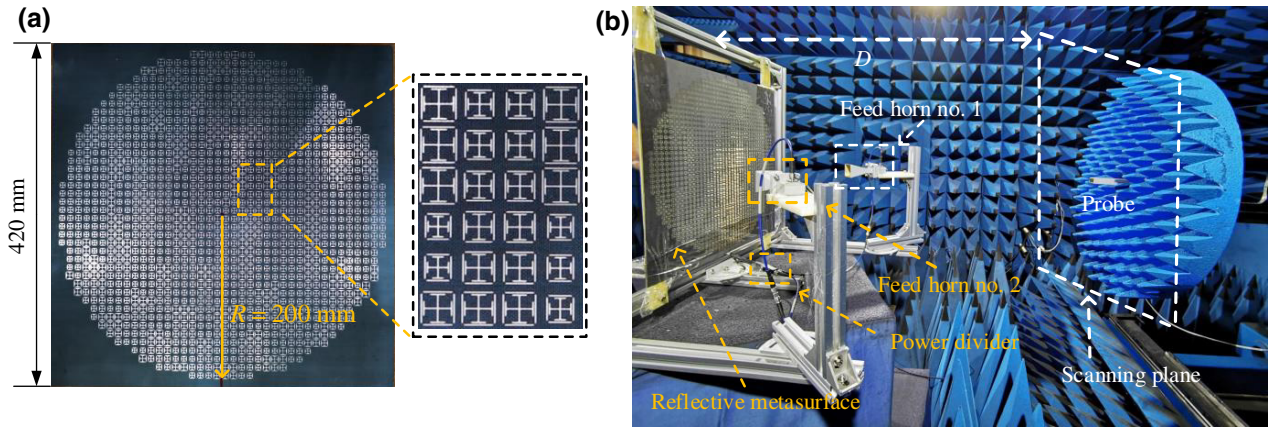 (a)
420 mm
R = 200 mm
(b)
D
Feed horn no. 1
Probe
Feed horn no. 2
Power divider
Scanning plane
Reflective metasurface